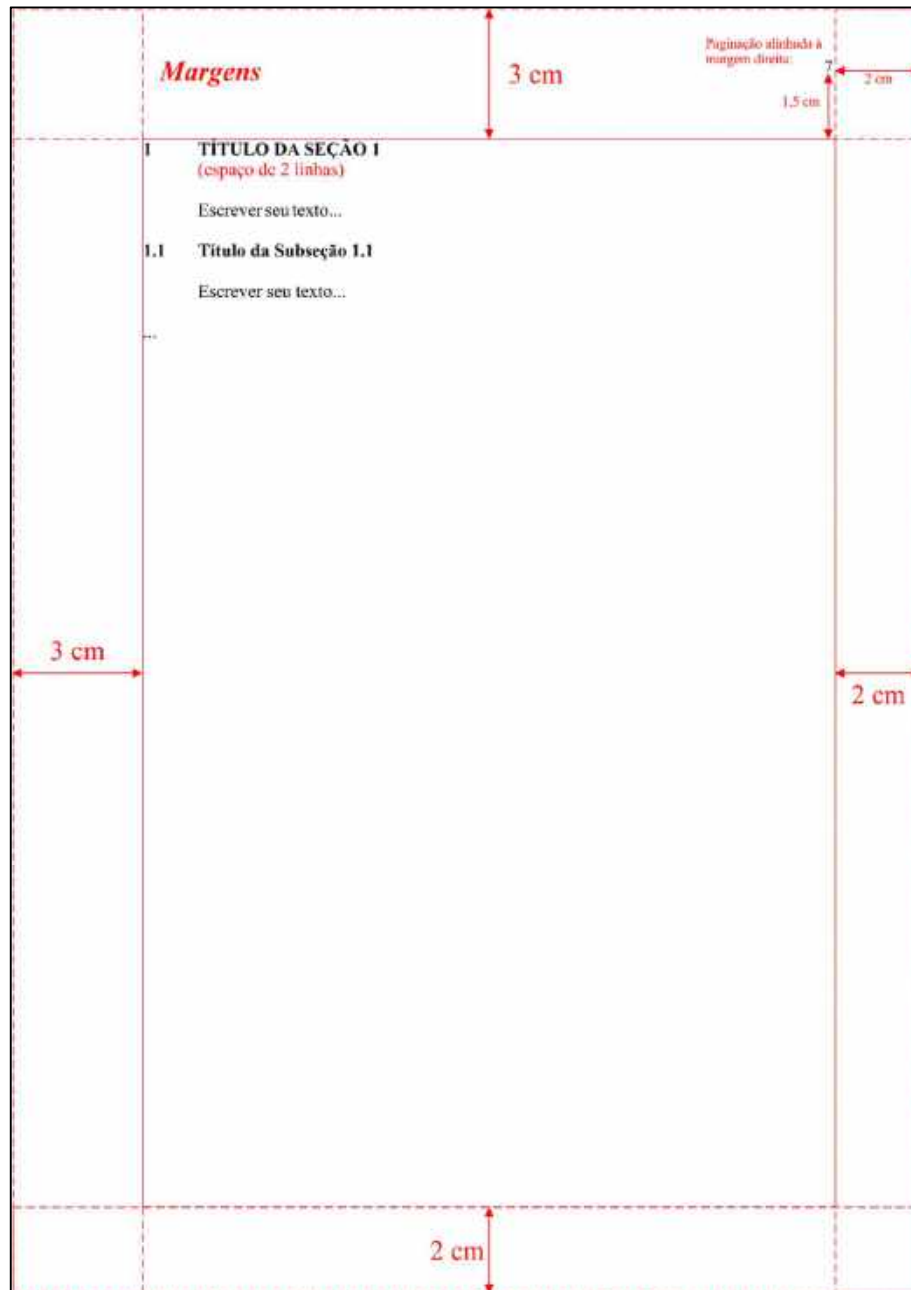 Margens
3 cm
Paginação alinhada à
margem direita:
7
2 cm
1,5 cm
1 TÍTULO DA SEÇÃO 1
(espaço de 2 linhas)
Escrever seu texto...
1.1 Título da Subseção 1.1
Escrever seu texto...
...
3 cm
2 cm
2 cm